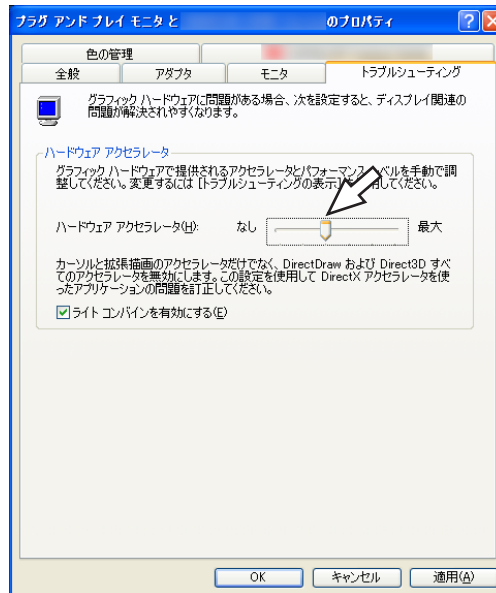 プラグ アンド プレイ モニタ と のプロパティ
色の管理
全般 アダプタ モニタ トラブルシューティング
グラフィック ハードウェアに問題がある場合、次を設定すると、ディスプレイ関連の
問題が解決されやすくなります。
ハードウェア アクセラレータ
グラフィック ハードウェアで提供されるアクセラレータとパフォーマンス レベルを手動で調
整してください。変更するには [トラブルシューティングの表示] を 用してください。
ハードウェア アクセラレータ(H): なし 最大
カーソルと拡張描画のアクセラレータだけでなく、DirectDraw および Direct3D すべ
てのアクセラレータを無効にします。この設定を使用して DirectX アクセラレータを使
ったアプリケーションの問題を訂正してください。
ライト コンバインを有効にする(E)
OK キャンセル 適用(A)